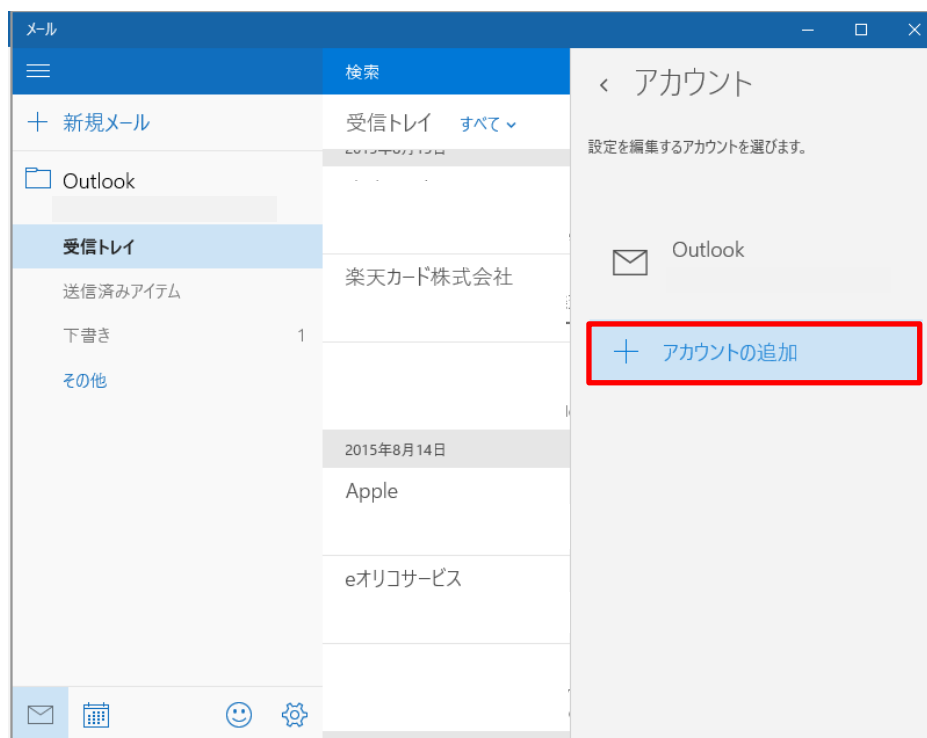 メール
検索
アカウント
新規メール
受信トレイ すべて
設定を編集するアカウントを選びます。
Outlook
受信トレイ
送信済みアイテム
下書き 1
その他
楽天カード株式会社
2015年8月14日
Apple
eオリコサービス
Outlook
アカウントの追加